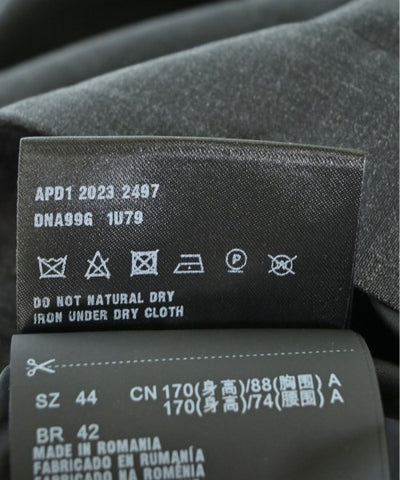 APD1 2023 2497
DNA99G 1U79
P
DO NOT NATURAL DRY
IRON UNDER DRY CLOTH
SZ 44 CN 170(身高)/88(胸围) A
170(身高)/74(腰围) A
BR 42
MADE IN ROMANIA
FABRICADO EN RUMANÍA
FABRICADO NA ROMÉNIA